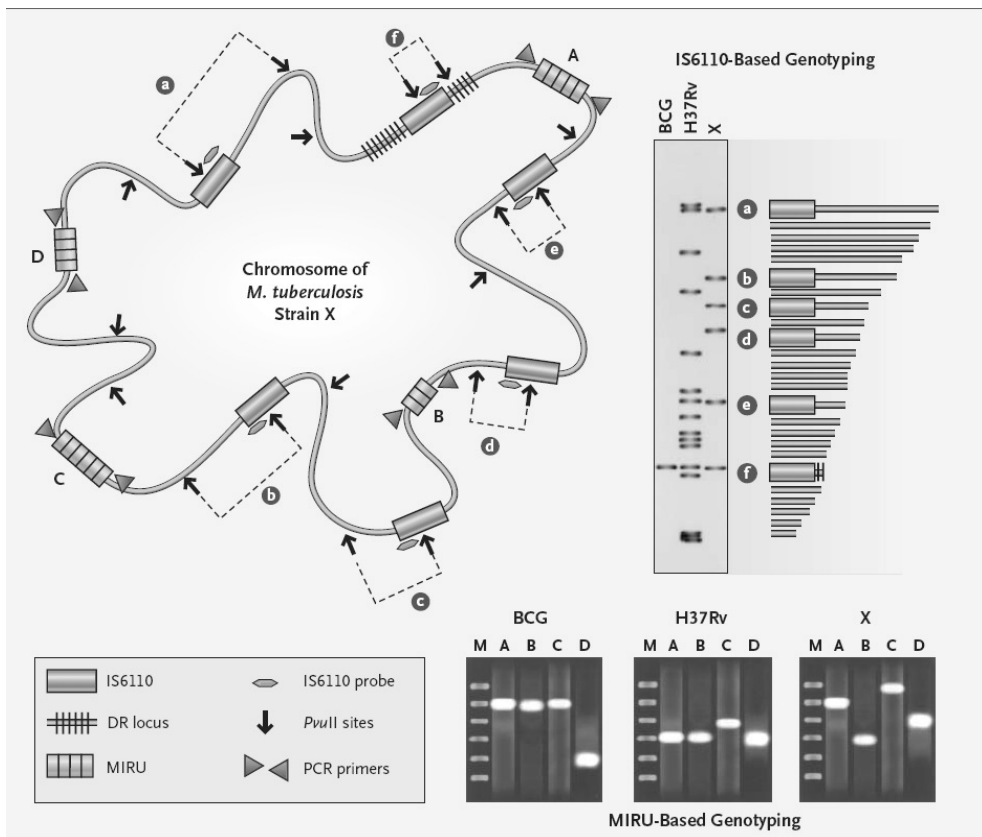 IS6110-Based Genotyping
BCG
H37Rv
X
a
f
A
a
e
b
D
Chromosome of
M. tuberculosis
Strain X
c
d
B
d
e
C
b
f
c
BCG
H37Rv
X
M A B C D
M A B C D
M A B C D
IS6110
IS6110 probe
DR locus
PvuII sites
MIRU
PCR primers
MIRU-Based Genotyping